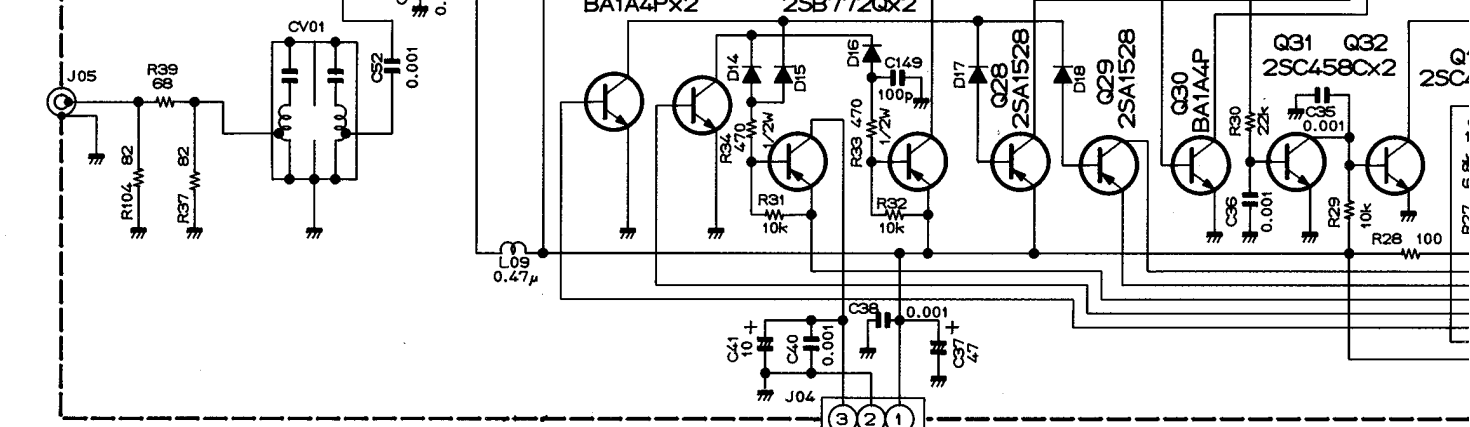 BA1A4Px2
2SB772Qx2
0.
CV01
C52
0.001
J05
R39
68
R104
82
R37
82
D14
D15
D16
C149
100p
R34
470
1/2W
R33
470
1/2W
R31
10k
R32
10k
D17
Q28
2SA1528
D18
Q29
2SA1528
Q30
BA1A4P
Q31
Q32
2SC458Cx2
R30
22k
C35
0.001
C36
0.001
R29
10k
R28
100
2SC4
R27
L09
0.47μ
C41
10
C40
0.001
C38
0.001
C37
47
J04
3
2
1